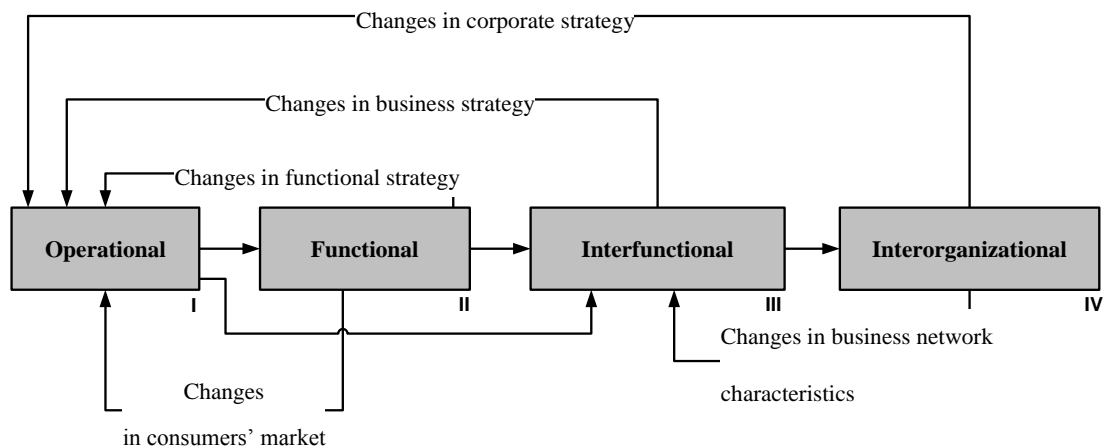 Changes in corporate strategy
Changes in business strategy
Changes in functional strategy
Operational
Functional
Interfunctional
Interorganizational
I
II
III
IV
Changes in business network
characteristics
Changes
in consumers’ market